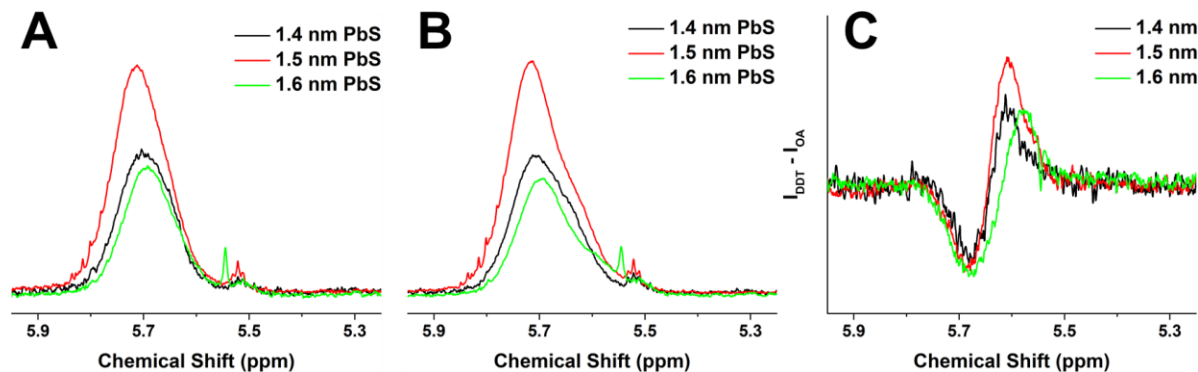 A
1.4 nm PbS
1.5 nm PbS
1.6 nm PbS
5.9
5.7
5.5
5.3
Chemical Shift (ppm)
B
1.4 nm PbS
1.5 nm PbS
1.6 nm PbS
5.9
5.7
5.5
5.3
Chemical Shift (ppm)
C
1.4 nm
1.5 nm
1.6 nm
I_DDT - I_OA
5.9
5.7
5.5
5.3
Chemical Shift (ppm)